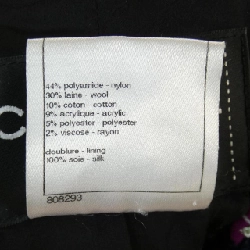 44% polyamide - nylon
30% laine - wool
10% coton - cotton
9% acrylique - acrylic
5% polyester - polyester
2% viscose - rayon
doublure - lining
100% soie - silk
808293
C